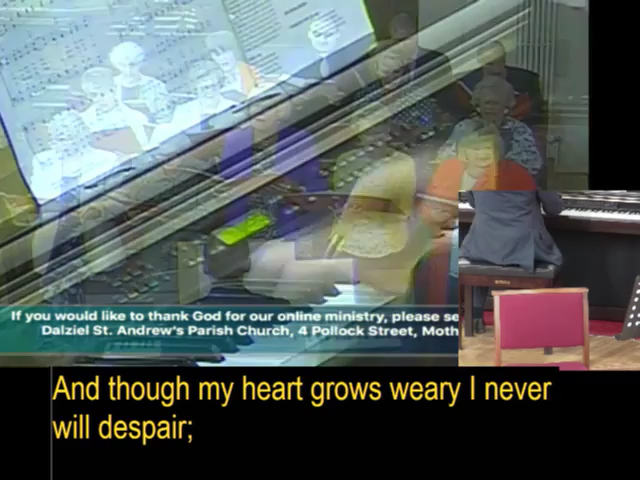 If you would like to thank God for our online ministry, please se
Dalziel St. Andrew's Parish Church, 4 Pollock Street, Moth
And though my heart grows weary I never
will despair;